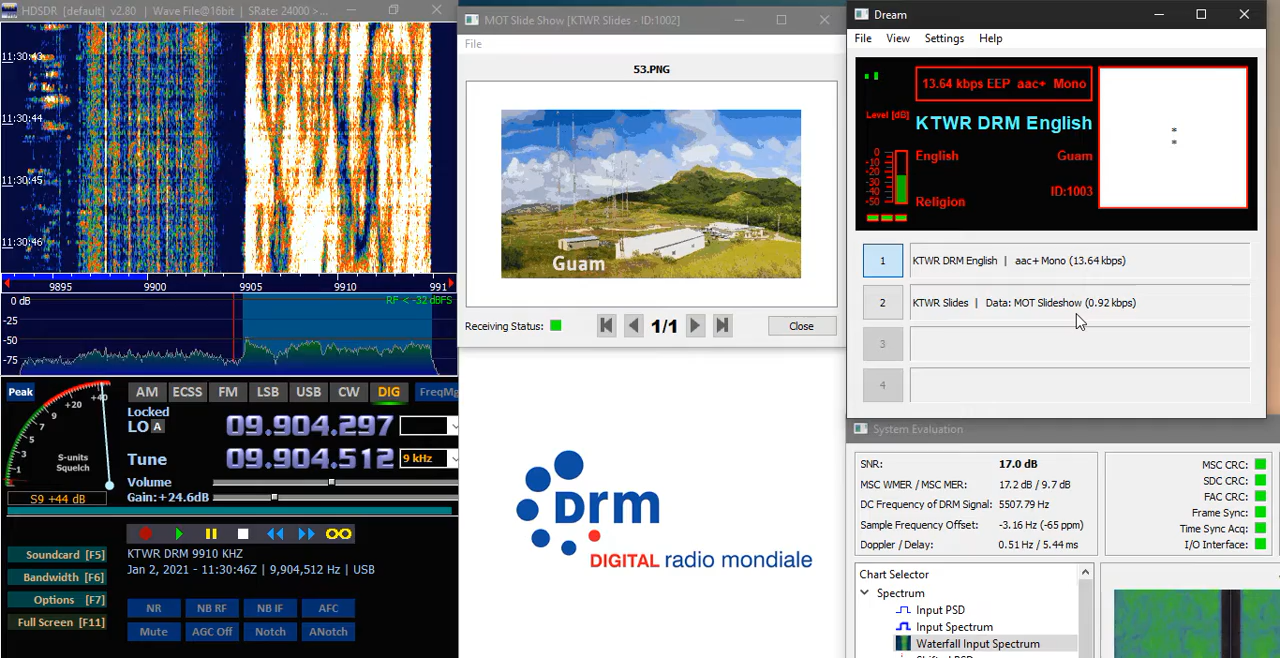 HDSDR [default] v2.80 | Wave File@16bit | SRate: 24000 >...
11:30:43
11:30:44
11:30:45
11:30:46
9895 9900 9905 9910 991
0 dB
RF < -32 dBFS
-25
-50
-75
Peak
AM ECSS FM LSB USB CW DIG FreqMg
1 3 5 7 9 +20 +40
S-units
Squelch
S9 +44 dB
Locked
LO A 09.904.297
Tune 09.904.512 9 kHz
Volume
Gain: +24.6dB
Soundcard [F5]
Bandwidth [F6]
Options [F7]
Full Screen [F11]
KTWR DRM 9910 KHZ
Jan 2, 2021 - 11:30:46Z | 9,904,512 Hz | USB
NR NB RF NB IF AFC
Mute AGC Off Notch ANotch
MOT Slide Show [KTWR Slides - ID:1002]
File
53.PNG
Guam
Receiving Status: 1/1 Close
Drm
DIGITAL radio mondiale
Dream
File View Settings Help
13.64 kbps EEP aac+ Mono
Level [dB]
0
-10
-20
-30
-40
-50
KTWR DRM English
English Guam
ID:1003
Religion
1 KTWR DRM English | aac+ Mono (13.64 kbps)
2 KTWR Slides | Data: MOT Slideshow (0.92 kbps)
3
4
System Evaluation
SNR: 17.0 dB
MSC WMER / MSC MER: 17.2 dB / 9.7 dB
DC Frequency of DRM Signal: 5507.79 Hz
Sample Frequency Offset: -3.16 Hz (-65 ppm)
Doppler / Delay: 0.51 Hz / 5.44 ms
MSC CRC:
SDC CRC:
FAC CRC:
Frame Sync:
Time Sync Acq:
I/O Interface:
Chart Selector
Spectrum
Input PSD
Input Spectrum
Waterfall Input Spectrum